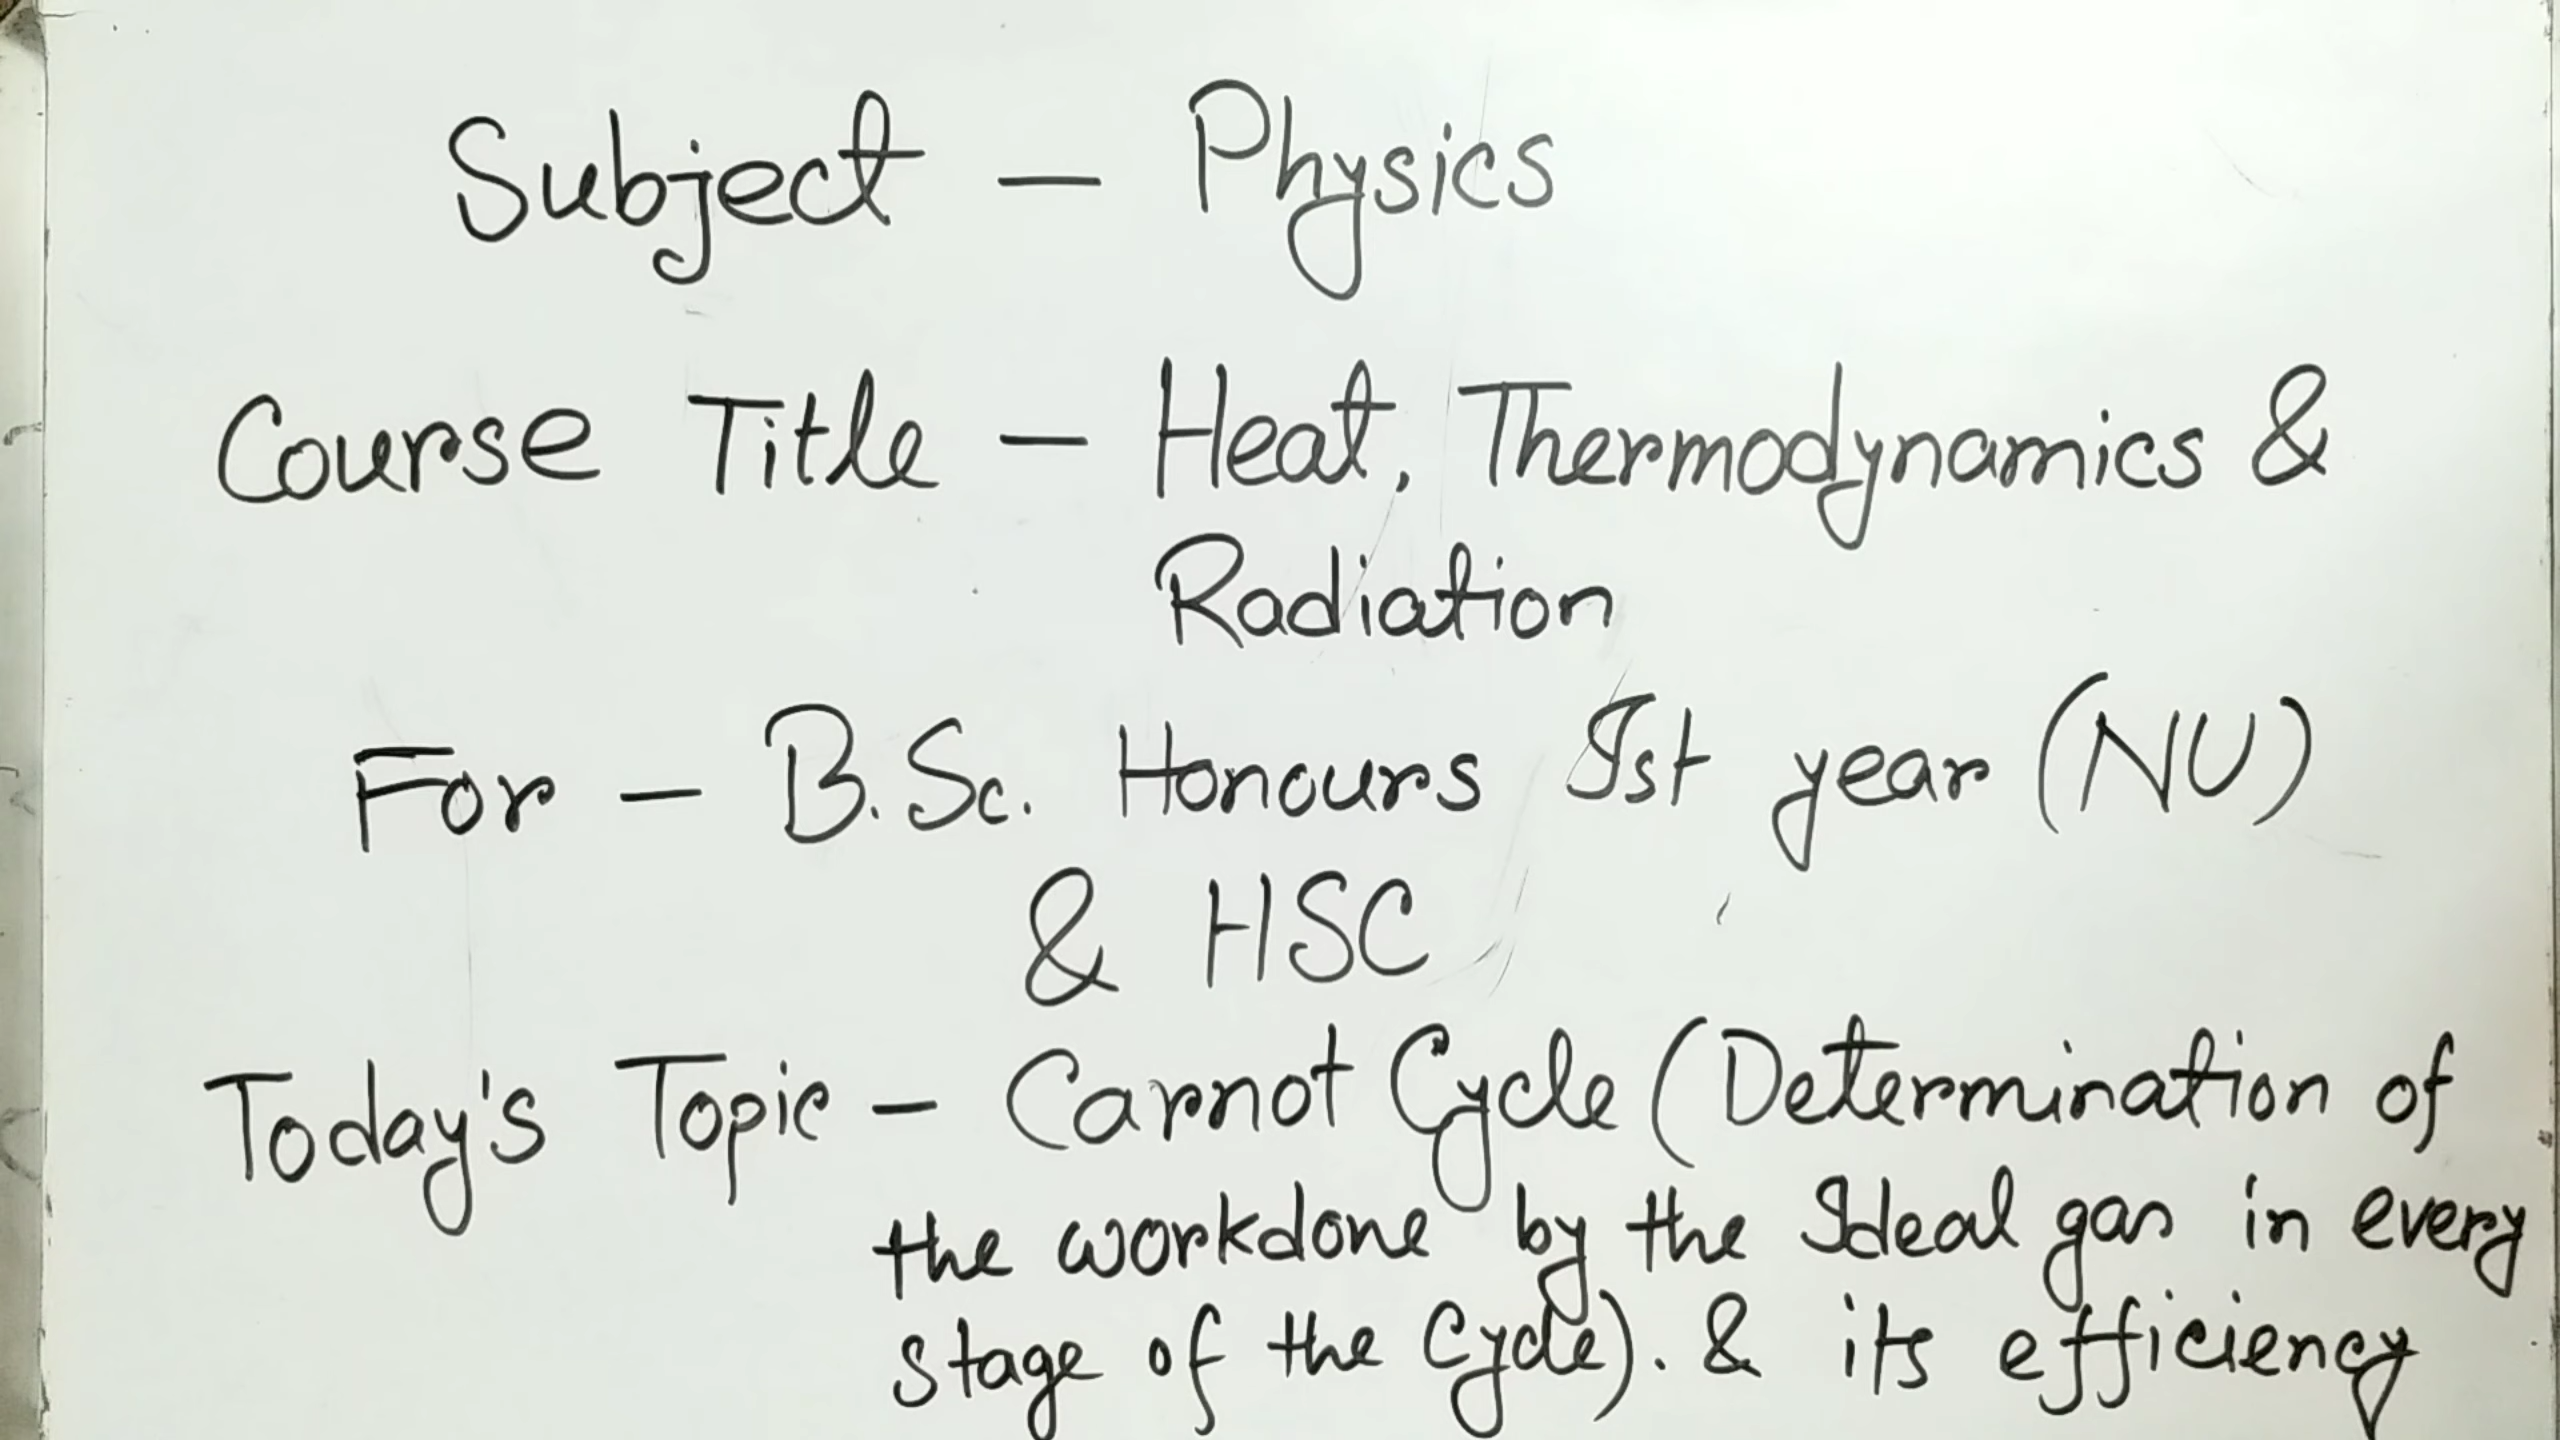 Subject - Physics
Course Title - Heat, Thermodynamics &
Radiation
For - B.Sc. Honours Ist year (NU)
& HSC
Today's Topic - Carnot Cycle (Determination of
the workdone by the Ideal gas in every
stage of the Cycle). & its efficiency